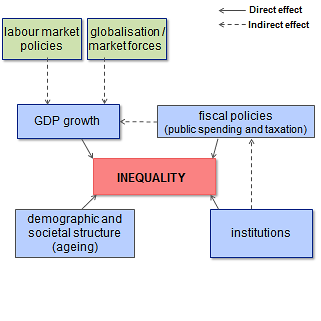 Direct effect
Indirect effect
labour market
policies
globalisation /
market forces
GDP growth
fiscal policies
(public spending and taxation)
INEQUALITY
demographic and
societal structure
(ageing)
institutions